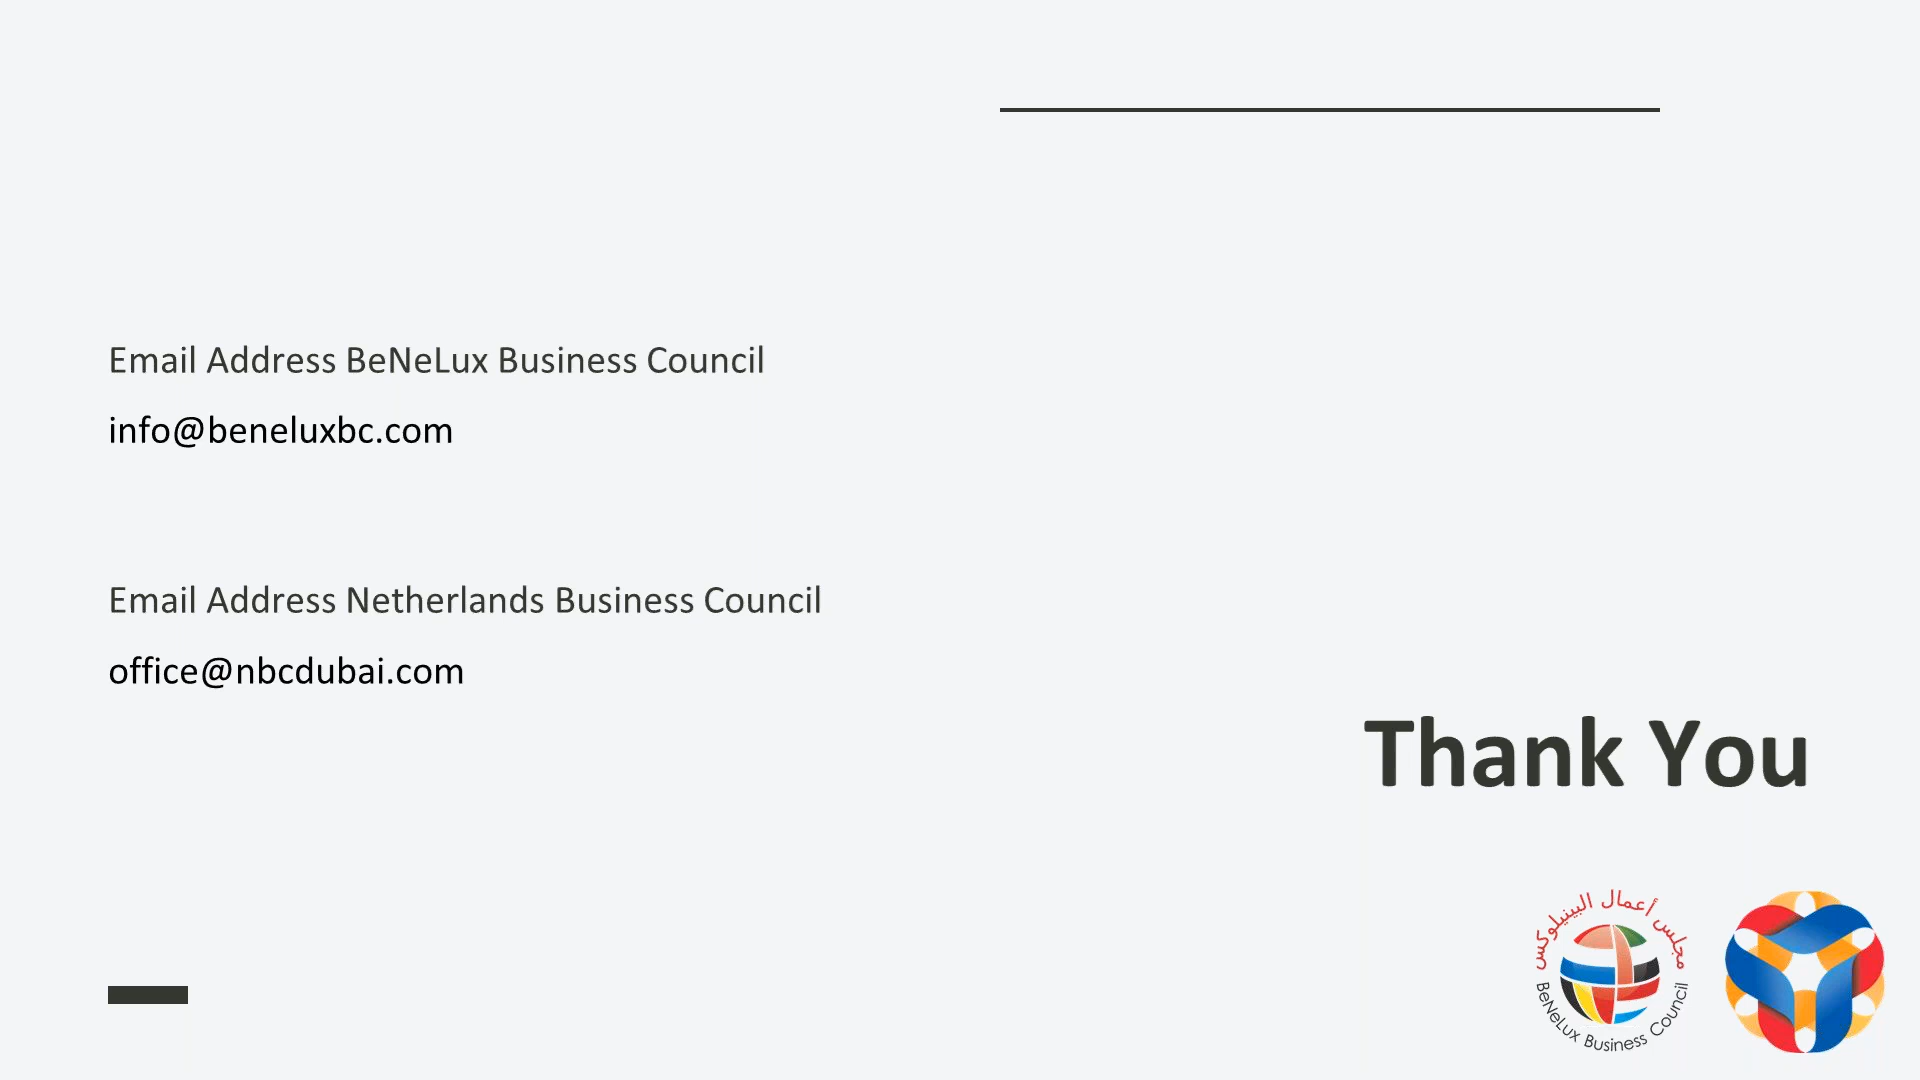 Email Address BeNeLux Business Council
info@beneluxbc.com
Email Address Netherlands Business Council
office@nbcdubai.com
Thank You
مجلس أعمال البينيلوكس
BeNeLux Business Council